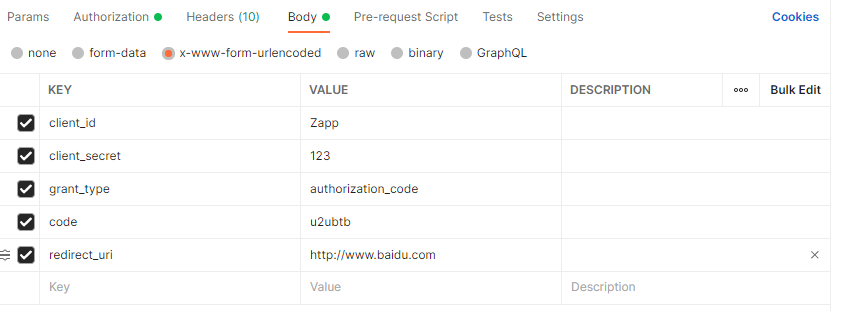 Params Authorization Headers (10) Body Pre-request Script Tests Settings Cookies
none form-data x-www-form-urlencoded raw binary GraphQL
KEY VALUE DESCRIPTION ooo Bulk Edit
client_id Zapp
client_secret 123
grant_type authorization_code
code u2ubtb
redirect_uri http://www.baidu.com
Key Value Description